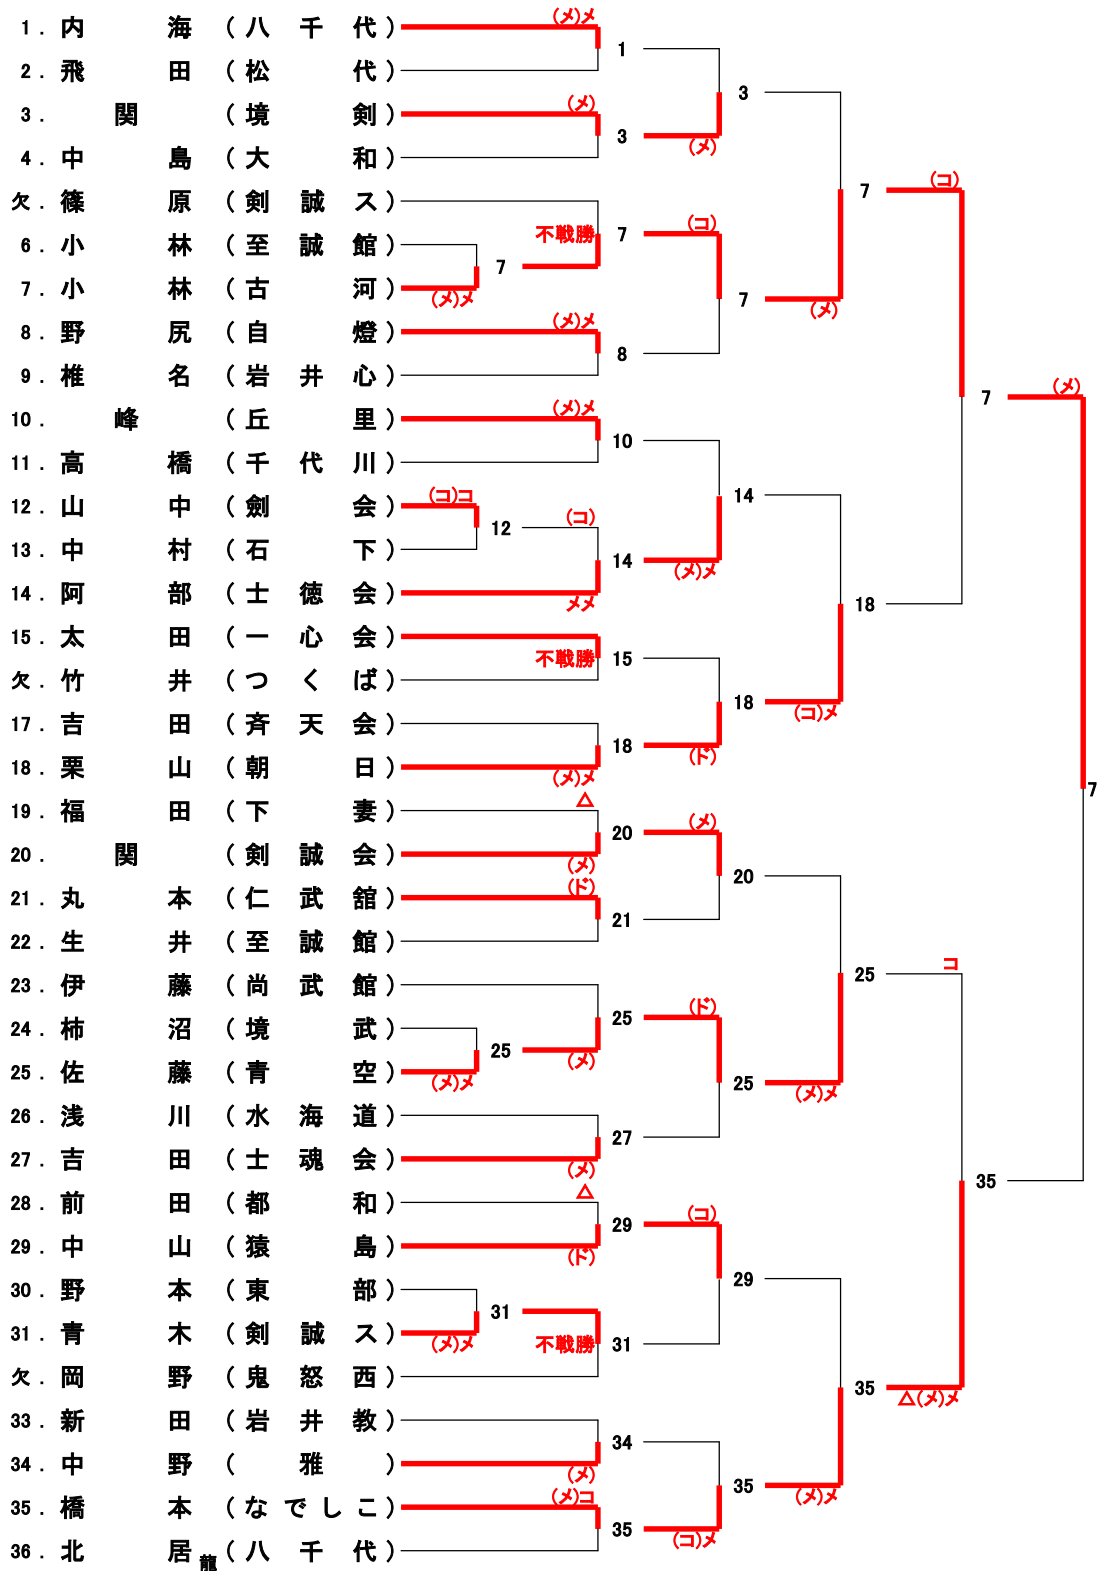 (メ)メ
1. 内海 (八千代)
1
2. 飛田 (松代)
3
(メ)
3. 関 (境剣)
3
(メ)
4. 中島 (大和)
7 (コ)
欠. 篠原 (剣誠ス)
不戦勝 7 (コ)
6. 小林 (至誠館)
7
7. 小林 (古河)
(メ)メ
7
(メ)
(メ)メ
8. 野尻 (自燈)
8
9. 椎名 (岩井心)
7 (メ)
(メ)メ
10. 峰 (丘里)
10
11. 高橋 (千代川)
14
(コ)コ
12. 山中 (劍会)
12 (コ)
13. 中村 (石下)
14
(メ)メ
14. 阿部 (士徳会)
メメ
18
15. 太田 (一心会)
不戦勝 15
欠. 竹井 (つくば)
18
(コ)メ
17. 吉田 (斉天会)
18
(ド)
18. 栗山 (朝日)
(メ)メ
7
△
19. 福田 (下妻)
20 (メ)
20. 関 (剣誠会)
(メ)
20
(ド)
21. 丸本 (仁武舘)
21
22. 生井 (至誠館)
25 コ
23. 伊藤 (尚武館)
25 (ド)
24. 柿沼 (境武)
25
(メ)
25. 佐藤 (青空)
(メ)メ
25
(メ)メ
26. 浅川 (水海道)
27
27. 吉田 (士魂会)
(メ)
35
△
28. 前田 (都和)
29 (コ)
29. 中山 (猿島)
(ド)
29
30. 野本 (東部)
31
31. 青木 (剣誠ス)
(メ)メ
不戦勝 31
欠. 岡野 (鬼怒西)
35
△(メ)メ
33. 新田 (岩井教)
34
34. 中野 (雅)
(メ)
35
(メ)メ
(メ)コ
35. 橋本 (なでしこ)
35
(コ)メ
36. 北居龍 (八千代)